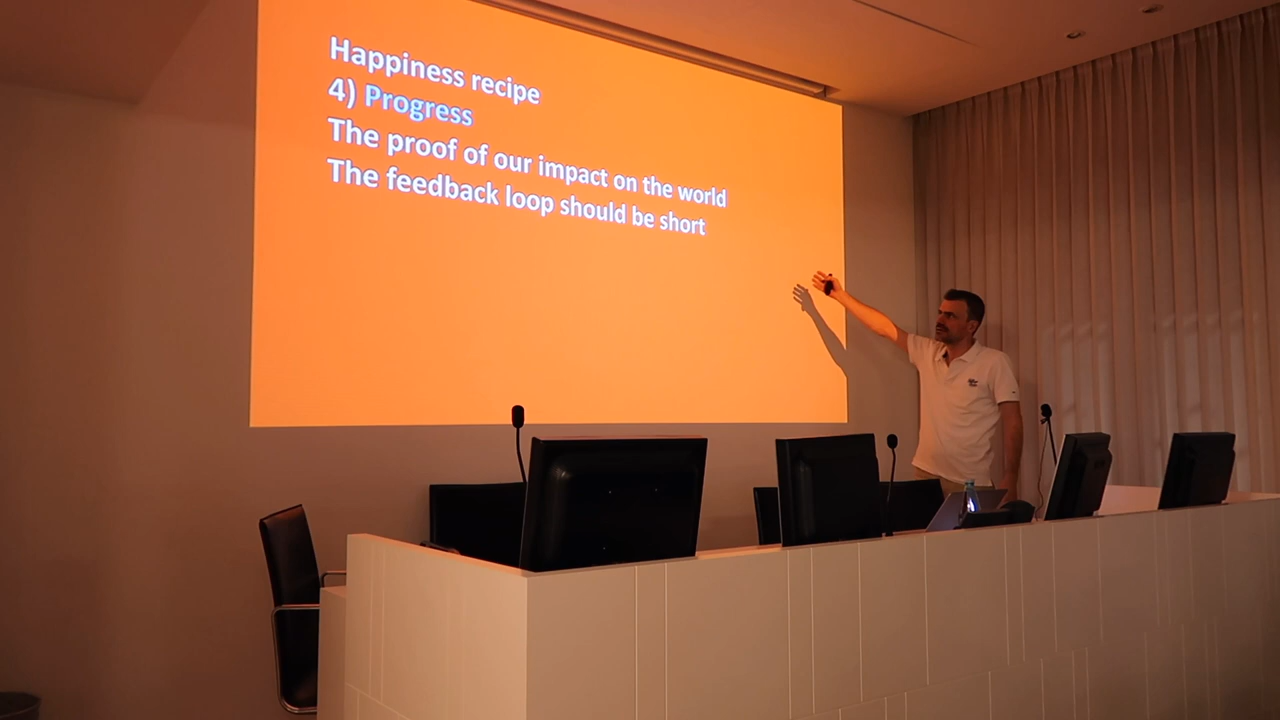 Happiness recipe
4) Progress
The proof of our impact on the world
The feedback loop should be short